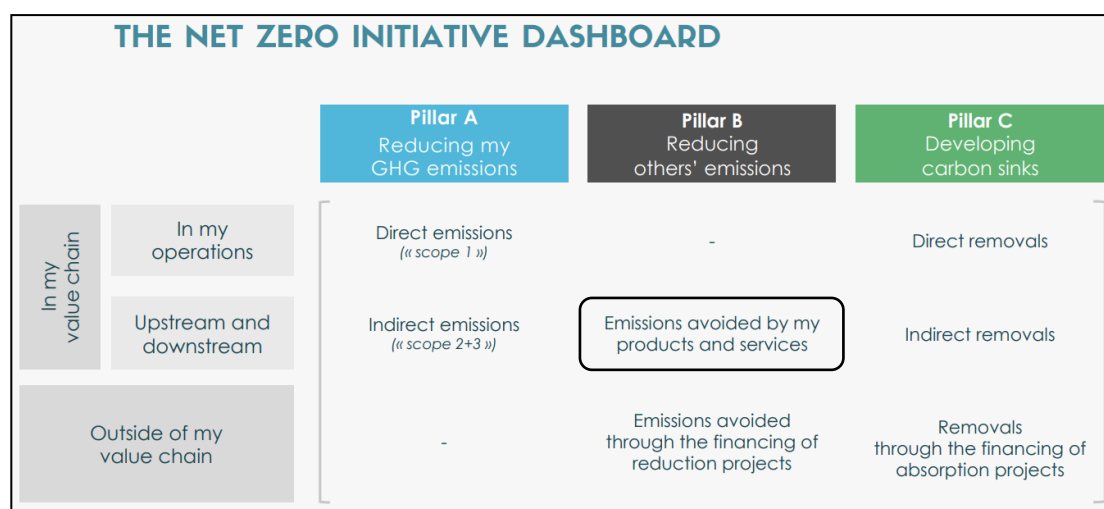 THE NET ZERO INITIATIVE DASHBOARD
Pillar A
Reducing my
GHG emissions
Pillar B
Reducing
others' emissions
Pillar C
Developing
carbon sinks
In my
value chain
In my
operations
Direct emissions
(« scope 1 »)
-
Direct removals
Upstream and
downstream
Indirect emissions
(« scope 2+3 »)
Emissions avoided by my
products and services
Indirect removals
Outside of my
value chain
-
Emissions avoided
through the financing of
reduction projects
Removals
through the financing of
absorption projects